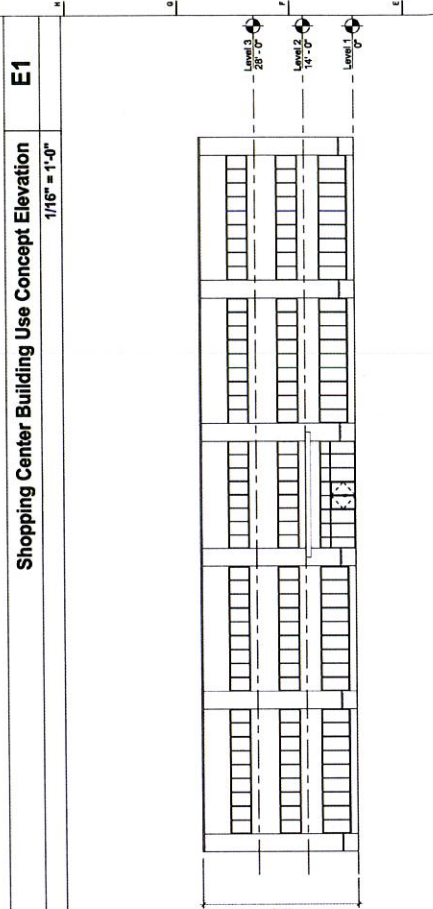 E1
Shopping Center Building Use Concept Elevation
1/16" = 1'-0"
H
G
F
E
Level 3
28' - 0"
Level 2
14' - 0"
Level 1
0"